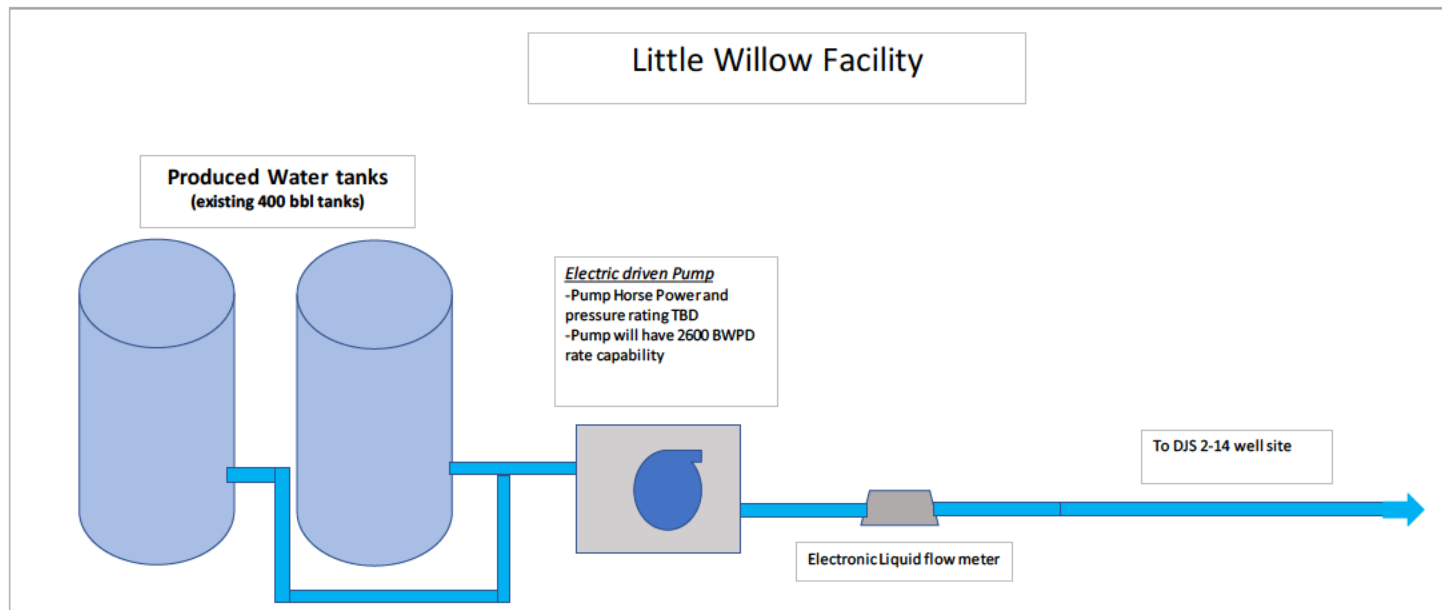 Little Willow Facility
Produced Water tanks
(existing 400 bbl tanks)
Electric driven Pump
-Pump Horse Power and
pressure rating TBD
-Pump will have 2600 BWPD
rate capability
To DJS 2-14 well site
Electronic Liquid flow meter